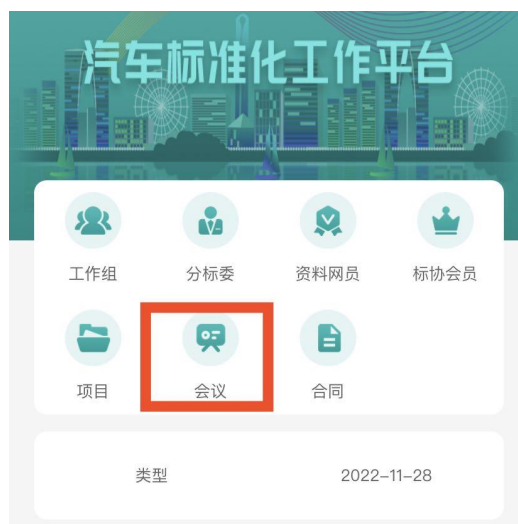 汽车标准化工作平台
工作组 分标委 资料网员 标协会员
项目 会议 合同
类型 2022-11-28